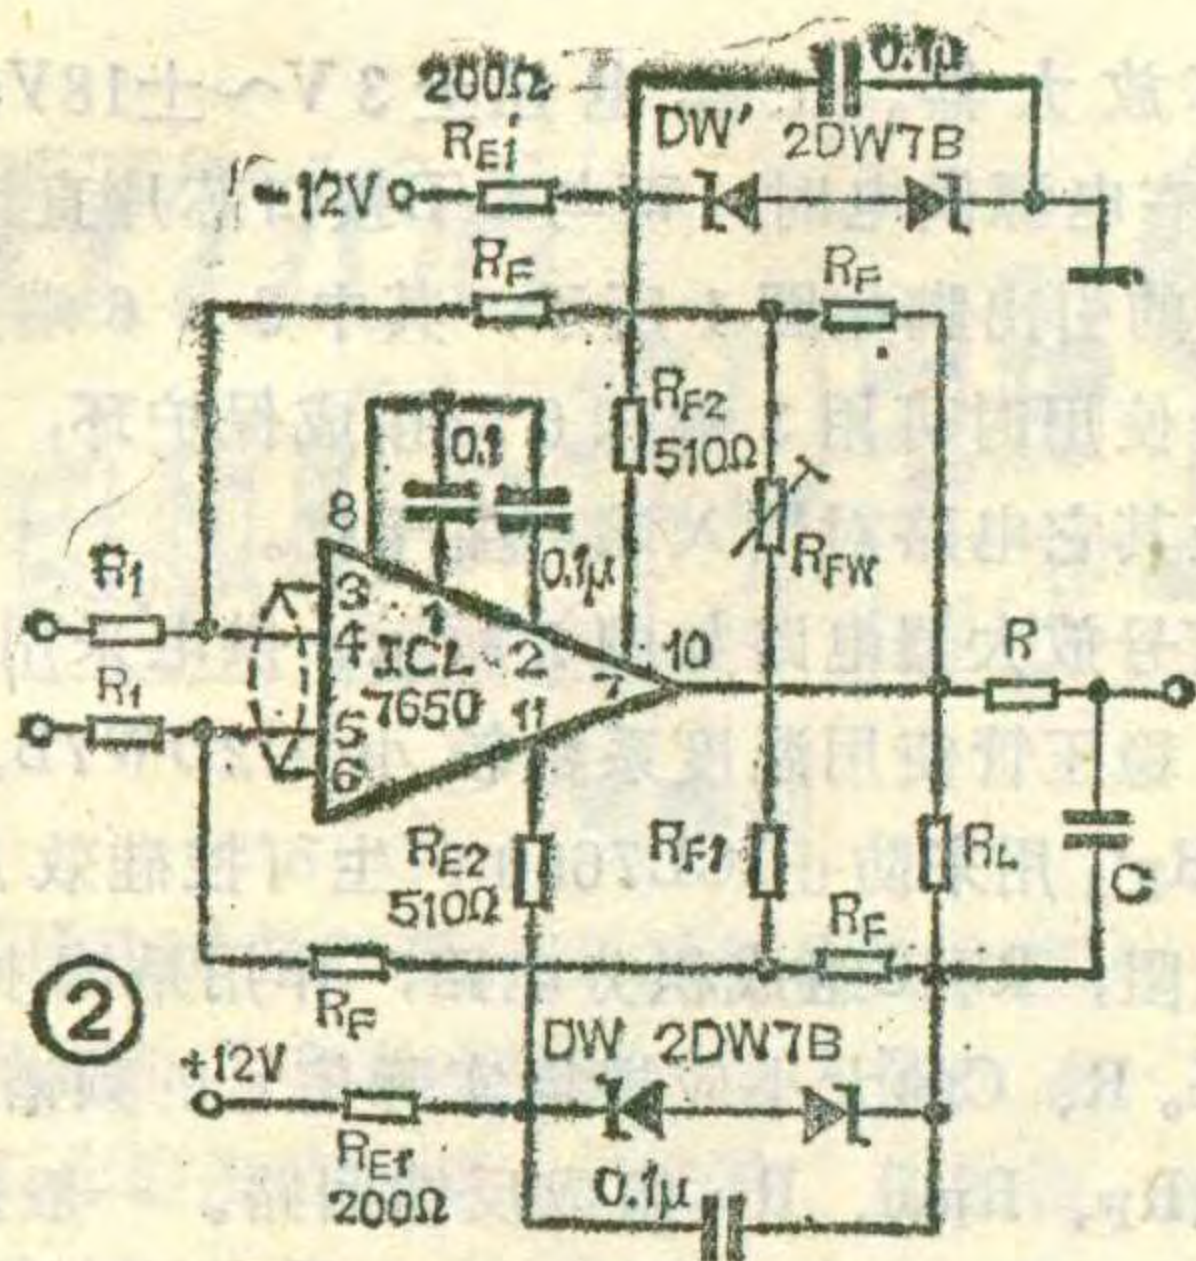 200Ω
0.1μ
RE1'
DW'
2DW7B
-12V
RF
RF
RF2
510Ω
0.1
8
0.1μ
RFW
R1
3
1
4
ICL
2
10
R
R1
7650
7
5
11
6
RE2
510Ω
RF1
RL
C
RF
②
RF
DW 2DW7B
+12V
RE1
200Ω
0.1μ